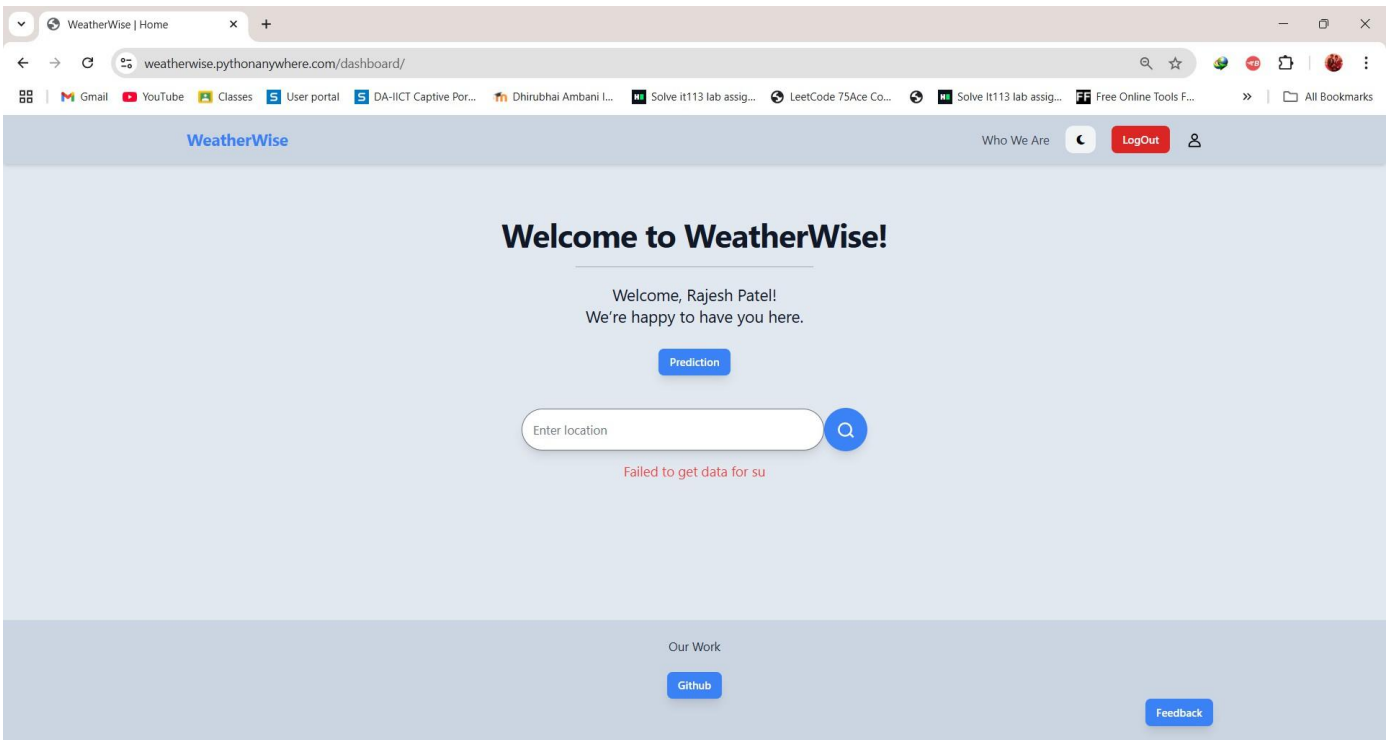 WeatherWise | Home
weatherwise.pythonanywhere.com/dashboard/
Gmail YouTube Classes User portal DA-IICT Captive Por... Dhirubhai Ambani I... Solve it113 lab assig... LeetCode 75Ace Co... Solve It113 lab assig... Free Online Tools F... » All Bookmarks
WeatherWise Who We Are LogOut
Welcome to WeatherWise!
Welcome, Rajesh Patel!
We're happy to have you here.
Prediction
Enter location
Failed to get data for su
Our Work
Github
Feedback